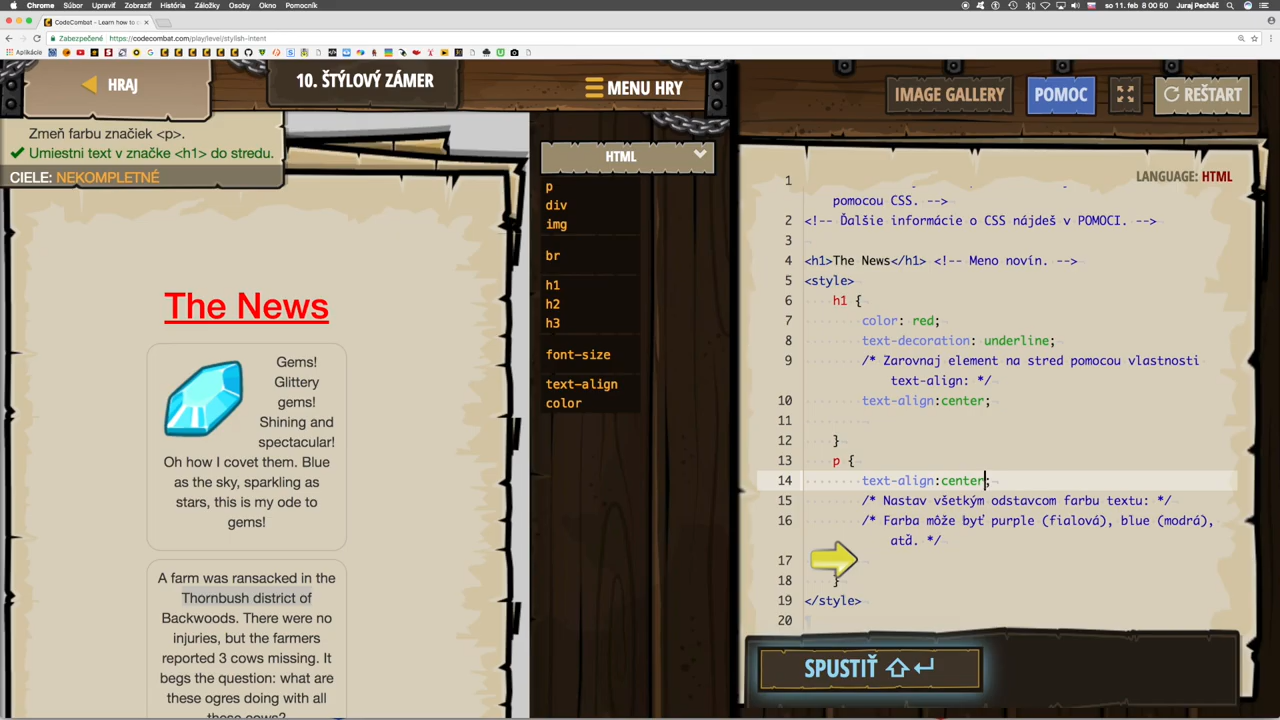 Chrome Súbor Upraviť Zobraziť História Záložky Osoby Okno Pomocník
so 11. feb 8 00 50 Juraj Pecháč
CodeCombat - Learn how to
Zabezpečené https://codecombat.com/play/level/stylish-intent
Aplikácie
HRAJ
10. ŠTÝLOVÝ ZÁMER
MENU HRY
IMAGE GALLERY
POMOC
REŠTART
Zmeň farbu značiek <p>.
Umiestni text v značke <h1> do stredu.
CIELE: NEKOMPLETNÉ
The News
Gems!
Glittery
gems!
Shining and
spectacular!
Oh how I covet them. Blue
as the sky, sparkling as
stars, this is my ode to
gems!
A farm was ransacked in the
Thornbush district of
Backwoods. There were no
injuries, but the farmers
reported 3 cows missing. It
begs the question: what are
these ogres doing with all
these cows?
HTML
p
div
img
br
h1
h2
h3
font-size
text-align
color
LANGUAGE: HTML
1
pomocou CSS. -->
2 <!-- Ďalšie informácie o CSS nájdeš v POMOCI. -->
3
4 <h1>The News</h1> <!-- Meno novín. -->
5 <style>
6 h1 {
7 color: red;
8 text-decoration: underline;
9 /* Zarovnaj element na stred pomocou vlastnosti
text-align: */
10 text-align:center;
11
12 }
13 p {
14 text-align:center;
15 /* Nastav všetkým odstavcom farbu textu: */
16 /* Farba môže byť purple (fialová), blue (modrá),
atď. */
17
18 }
19 </style>
20
SPUSTIŤ